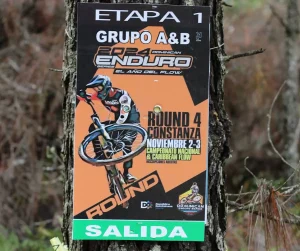 ETAPA 1
GRUPO A&B
2024 DOMINICAN
ENDURO
EL AÑO DEL FLOW
ROUND 4
CONSTANZA
NOVIEMBRE 2-3
CAMPEONATO NACIONAL
& CARIBBEAN FLOW
ROUND
SALIDA